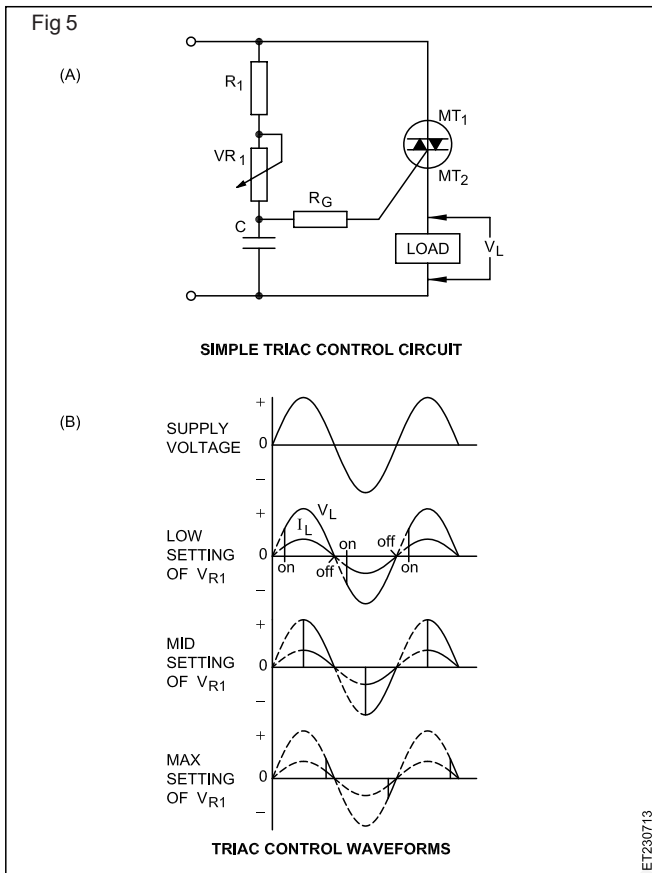 Fig 5
(A)
R1
MT1
VR1
MT2
RG
C
LOAD
VL
SIMPLE TRIAC CONTROL CIRCUIT
(B)
+
SUPPLY
VOLTAGE
0
−
+
VL
IL
LOW
SETTING
OF VR1
0
on
off
on
off
on
−
+
MID
SETTING
OF VR1
0
−
+
MAX
SETTING
OF VR1
0
−
TRIAC CONTROL WAVEFORMS
ET230713